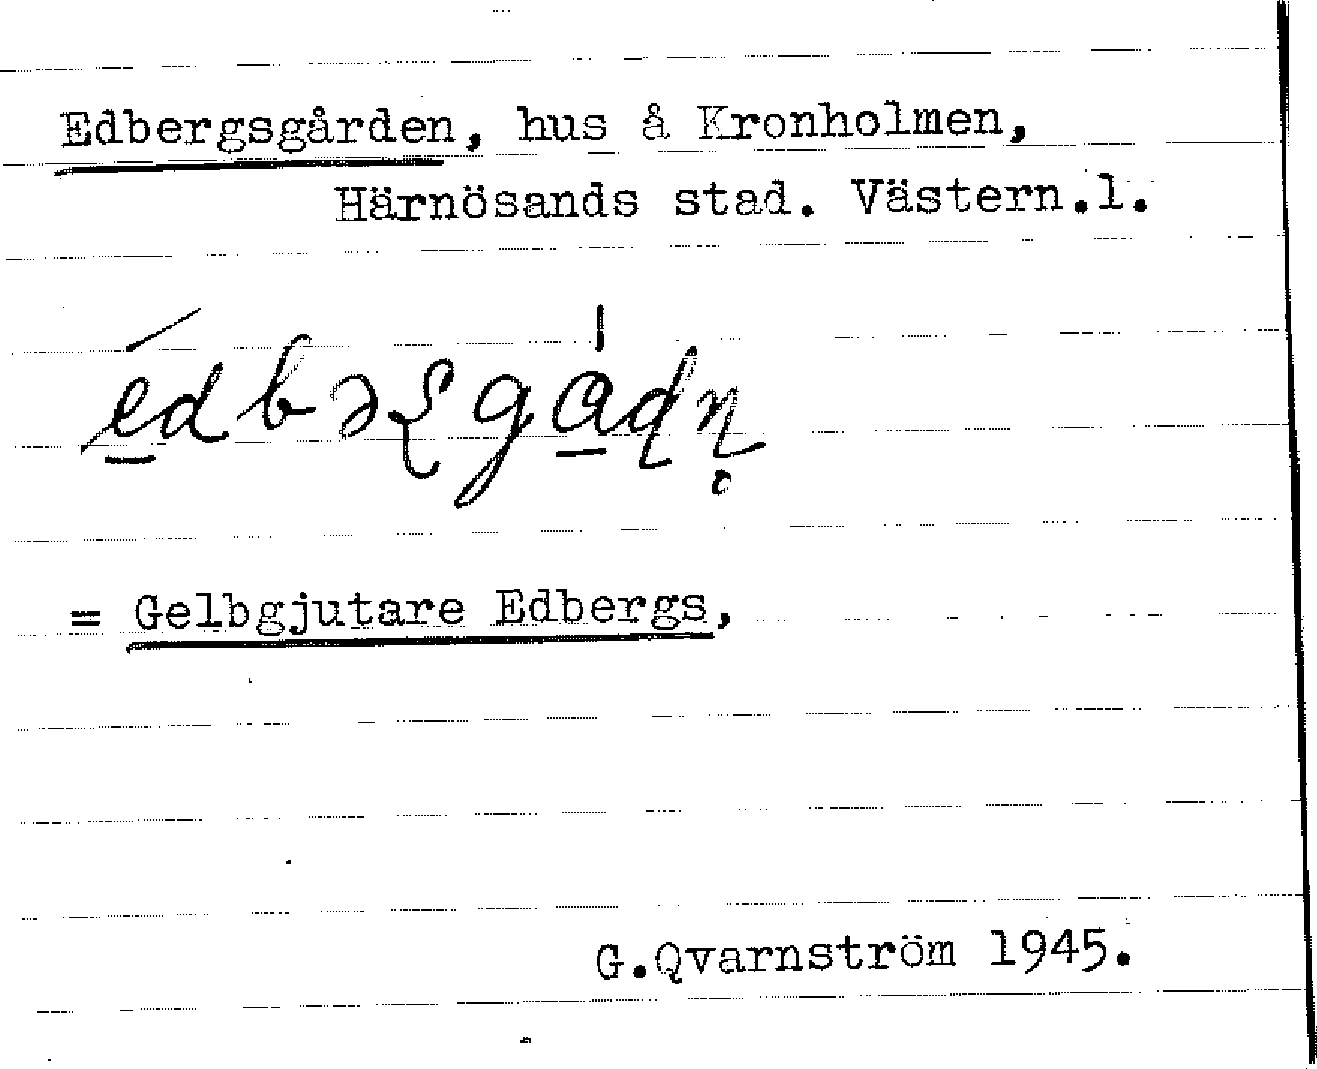 Edbergsgården, hus å Kronholmen,
Härnösands stad. Västern.l.
= Gelbgjutare Edbergs,
G.Qvarnström 1945.